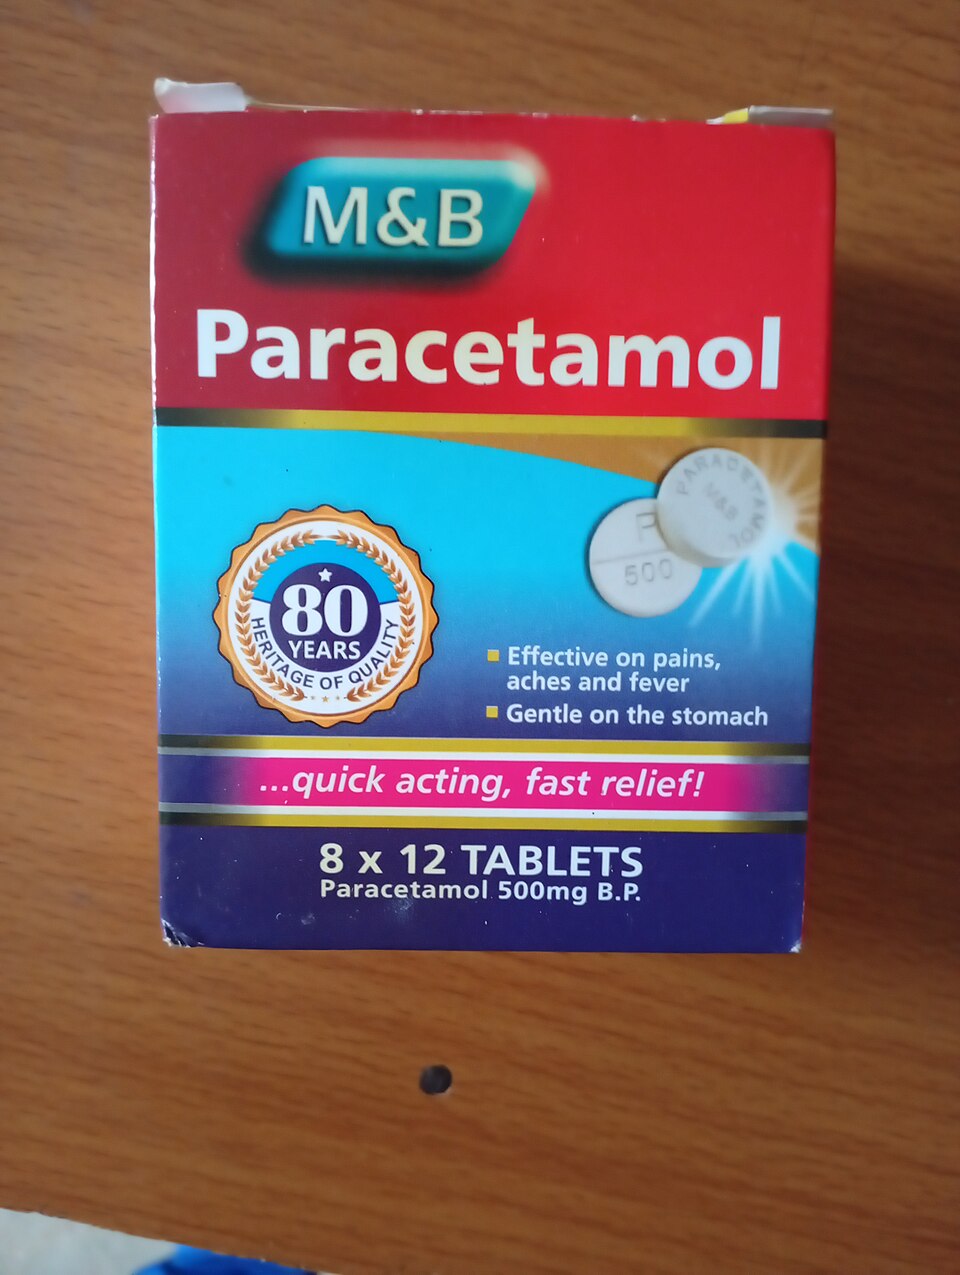 M&B
Paracetamol
PARACETAMOL
M&B
P
500
80
YEARS
HERITAGE OF QUALITY
Effective on pains,
aches and fever
Gentle on the stomach
...quick acting, fast relief!
8 x 12 TABLETS
Paracetamol 500mg B.P.